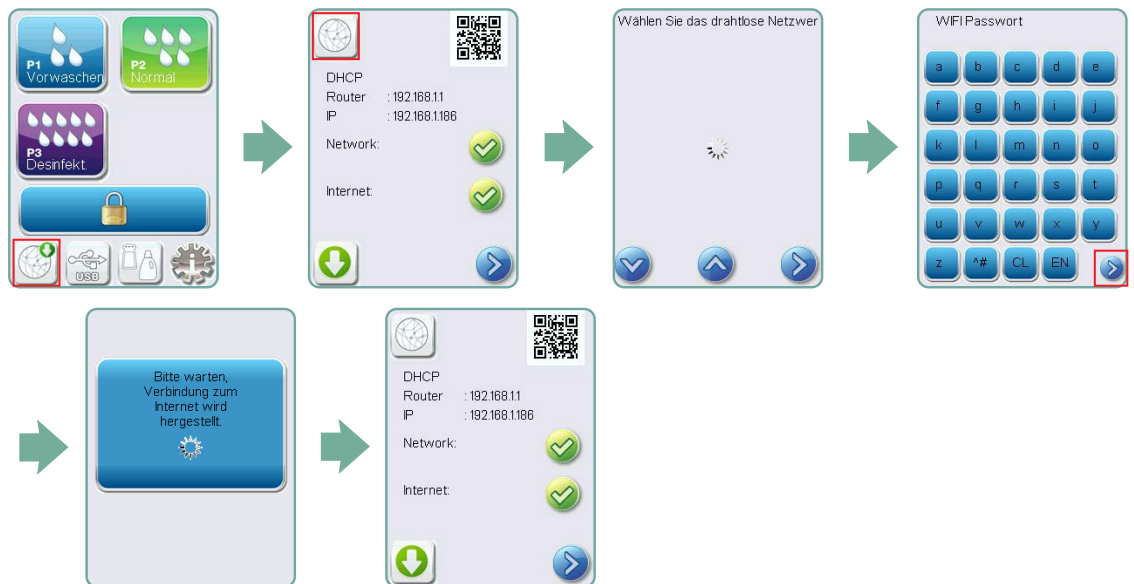 P1
Vorwaschen
P2
Normal
P3
Desinfekt.
USB
DHCP
Router : 192.168.1.1
IP : 192.168.1.186
Network:
Internet:
Wählen Sie das drahtlose Netzwer
WIFI Passwort
a b c d e
f g h i j
k l m n o
p q r s t
u v w x y
z ^# CL EN
Bitte warten,
Verbindung zum
Internet wird
hergestellt.
DHCP
Router : 192.168.1.1
IP : 192.168.1.186
Network:
Internet: